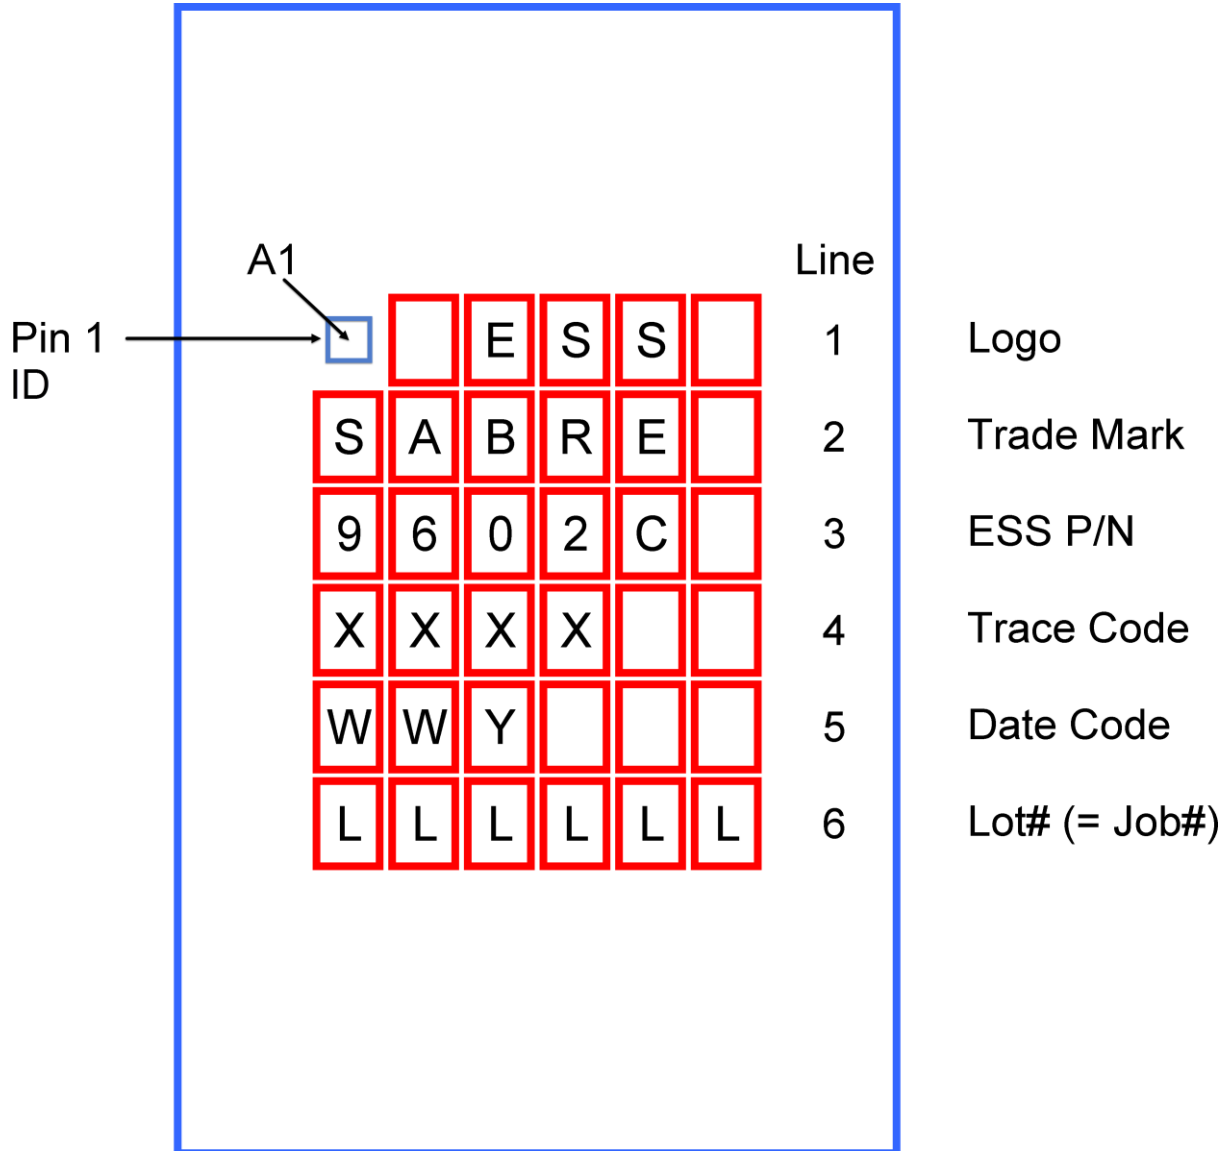 A1 Line
Pin 1 ID
E S S 1 Logo
S A B R E 2 Trade Mark
9 6 0 2 C 3 ESS P/N
X X X X 4 Trace Code
W W Y 5 Date Code
L L L L L L 6 Lot# (= Job#)